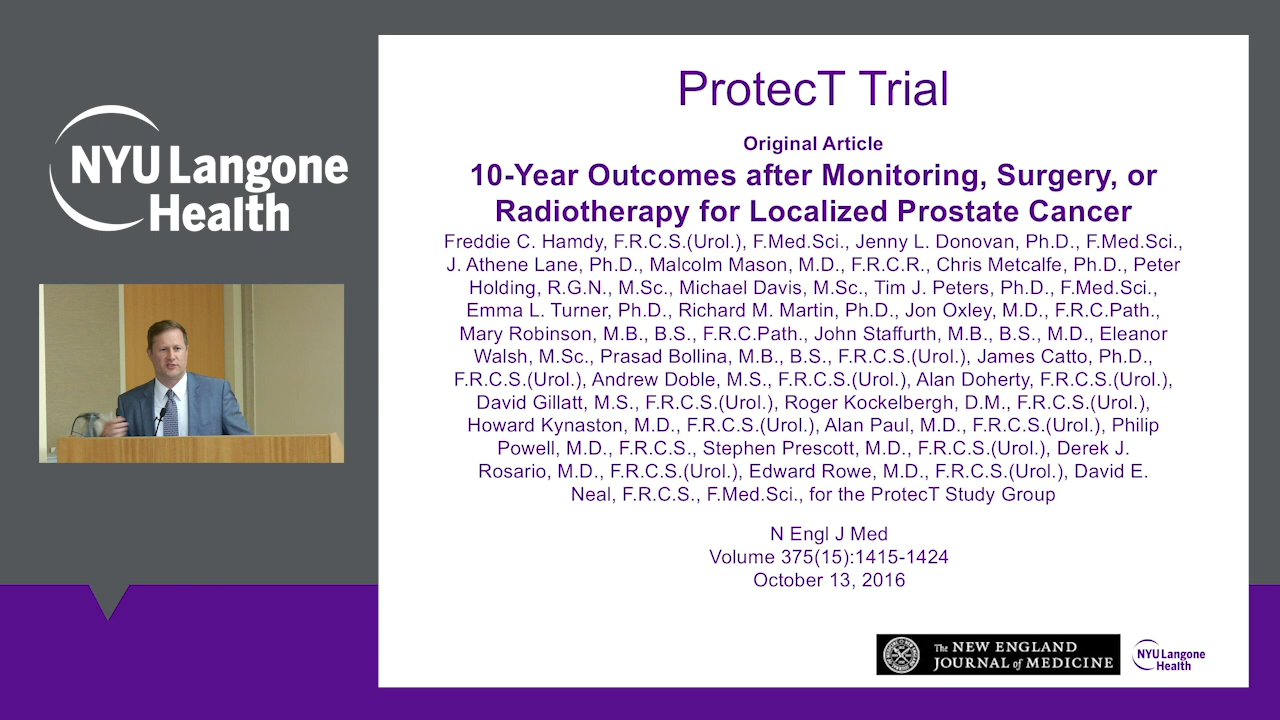 NYU Langone
Health
ProtecT Trial
Original Article
10-Year Outcomes after Monitoring, Surgery, or
Radiotherapy for Localized Prostate Cancer
Freddie C. Hamdy, F.R.C.S.(Urol.), F.Med.Sci., Jenny L. Donovan, Ph.D., F.Med.Sci.,
J. Athene Lane, Ph.D., Malcolm Mason, M.D., F.R.C.R., Chris Metcalfe, Ph.D., Peter
Holding, R.G.N., M.Sc., Michael Davis, M.Sc., Tim J. Peters, Ph.D., F.Med.Sci.,
Emma L. Turner, Ph.D., Richard M. Martin, Ph.D., Jon Oxley, M.D., F.R.C.Path.,
Mary Robinson, M.B., B.S., F.R.C.Path., John Staffurth, M.B., B.S., M.D., Eleanor
Walsh, M.Sc., Prasad Bollina, M.B., B.S., F.R.C.S.(Urol.), James Catto, Ph.D.,
F.R.C.S.(Urol.), Andrew Doble, M.S., F.R.C.S.(Urol.), Alan Doherty, F.R.C.S.(Urol.),
David Gillatt, M.S., F.R.C.S.(Urol.), Roger Kockelbergh, D.M., F.R.C.S.(Urol.),
Howard Kynaston, M.D., F.R.C.S.(Urol.), Alan Paul, M.D., F.R.C.S.(Urol.), Philip
Powell, M.D., F.R.C.S., Stephen Prescott, M.D., F.R.C.S.(Urol.), Derek J.
Rosario, M.D., F.R.C.S.(Urol.), Edward Rowe, M.D., F.R.C.S.(Urol.), David E.
Neal, F.R.C.S., F.Med.Sci., for the ProtecT Study Group
N Engl J Med
Volume 375(15):1415-1424
October 13, 2016
The NEW ENGLAND
JOURNAL of MEDICINE
NYU Langone
Health